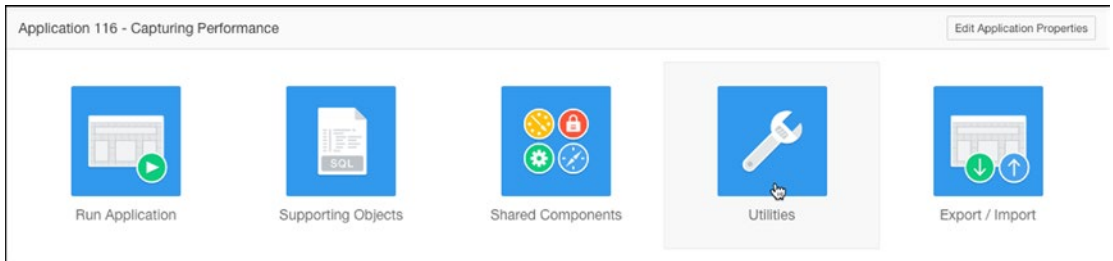 Application 116 - Capturing Performance
Edit Application Properties
SQL
Run Application
Supporting Objects
Shared Components
Utilities
Export / Import